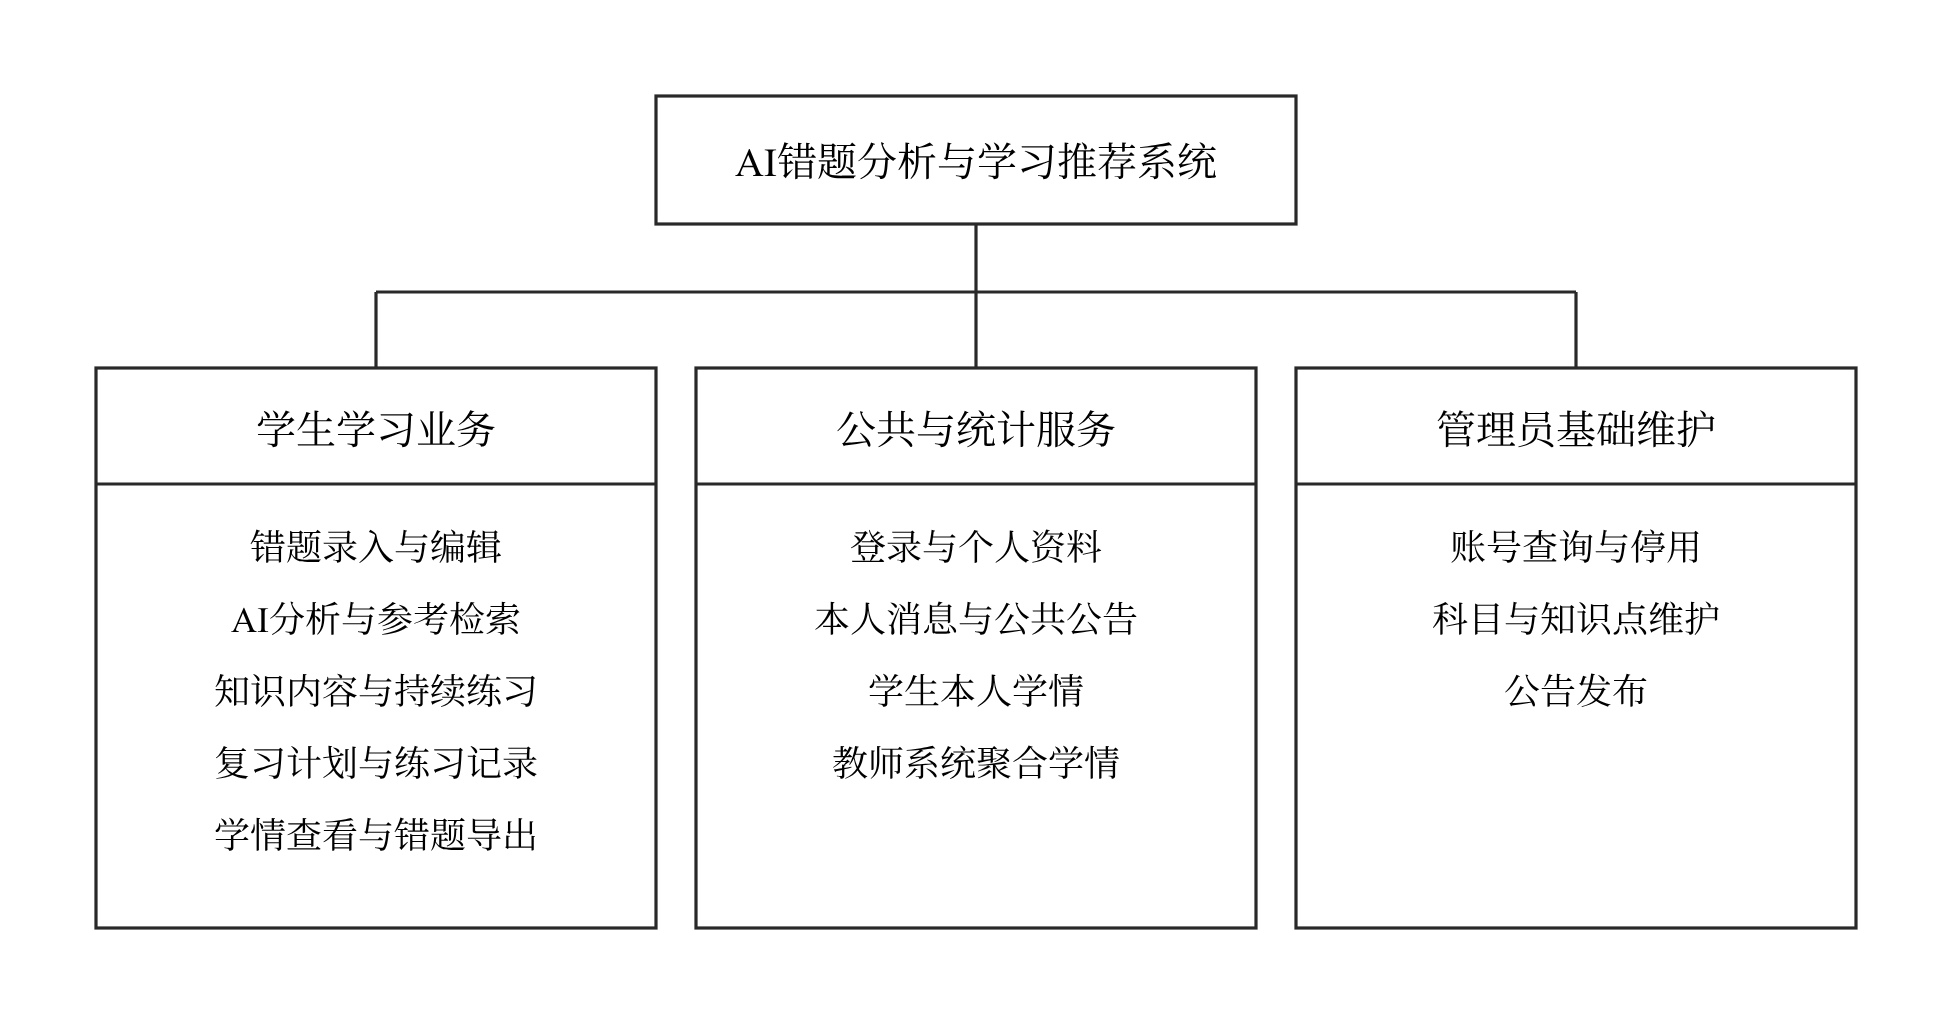 AI错题分析与学习推荐系统
学生学习业务
错题录入与编辑
AI分析与参考检索
知识内容与持续练习
复习计划与练习记录
学情查看与错题导出
公共与统计服务
登录与个人资料
本人消息与公共公告
学生本人学情
教师系统聚合学情
管理员基础维护
账号查询与停用
科目与知识点维护
公告发布